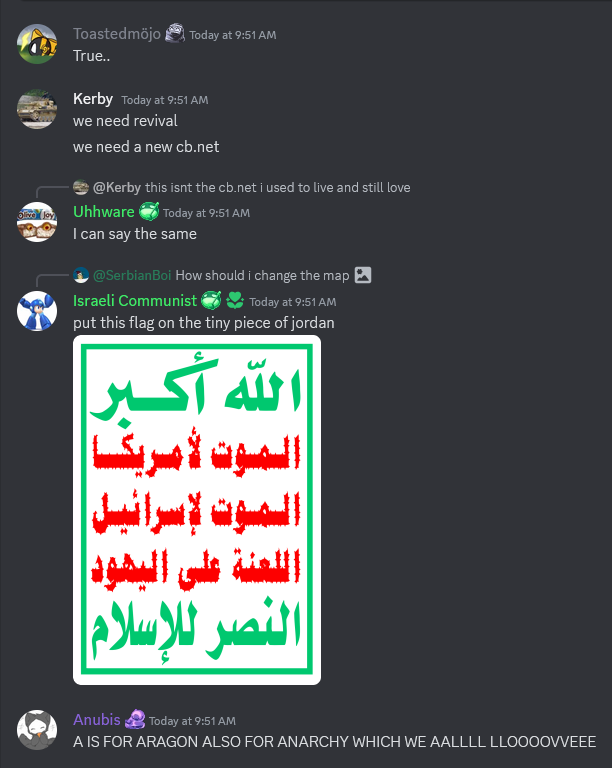 Toastedmöjo Today at 9:51 AM
True..
Kerby Today at 9:51 AM
we need revival
we need a new cb.net
@Kerby this isnt the cb.net i used to live and still love
Uhhware Today at 9:51 AM
I can say the same
@SerbianBoi How should i change the map
Israeli Communist Today at 9:51 AM
put this flag on the tiny piece of jordan
الله أكبر
الموت لأمريكا
الموت لإسرائيل
اللعنة على اليهود
النصر للإسلام
Anubis Today at 9:51 AM
A IS FOR ARAGON ALSO FOR ANARCHY WHICH WE AALLLL LLOOOOVVEEE